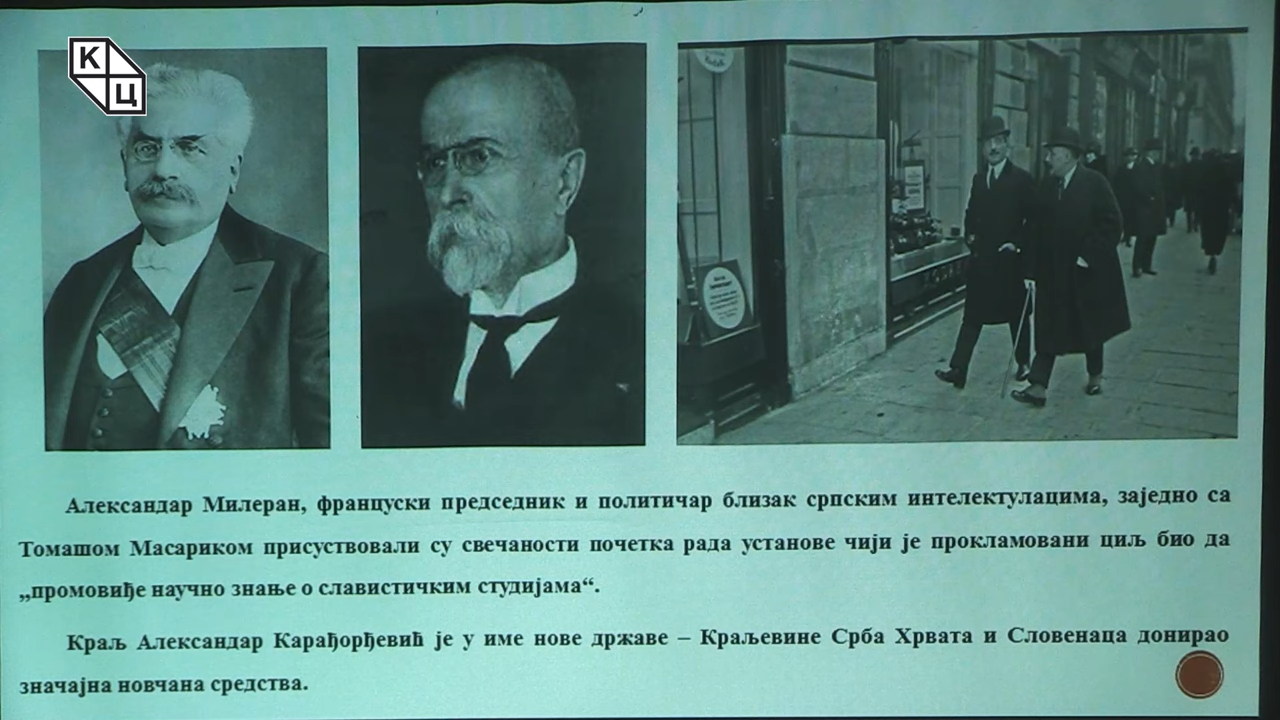 К
Ц
Александар Милеран, француски председник и политичар близак српским интелектулацима, заједно са
Томашом Масариком присуствовали су свечаности почетка рада установе чији је прокламовани циљ био да
„промовиђе научно знање о славистичким студијама“.
Краљ Александар Карађорђевић је у име нове државе – Краљевине Срба Хрвата и Словенаца донирао
значајна новчана средства.